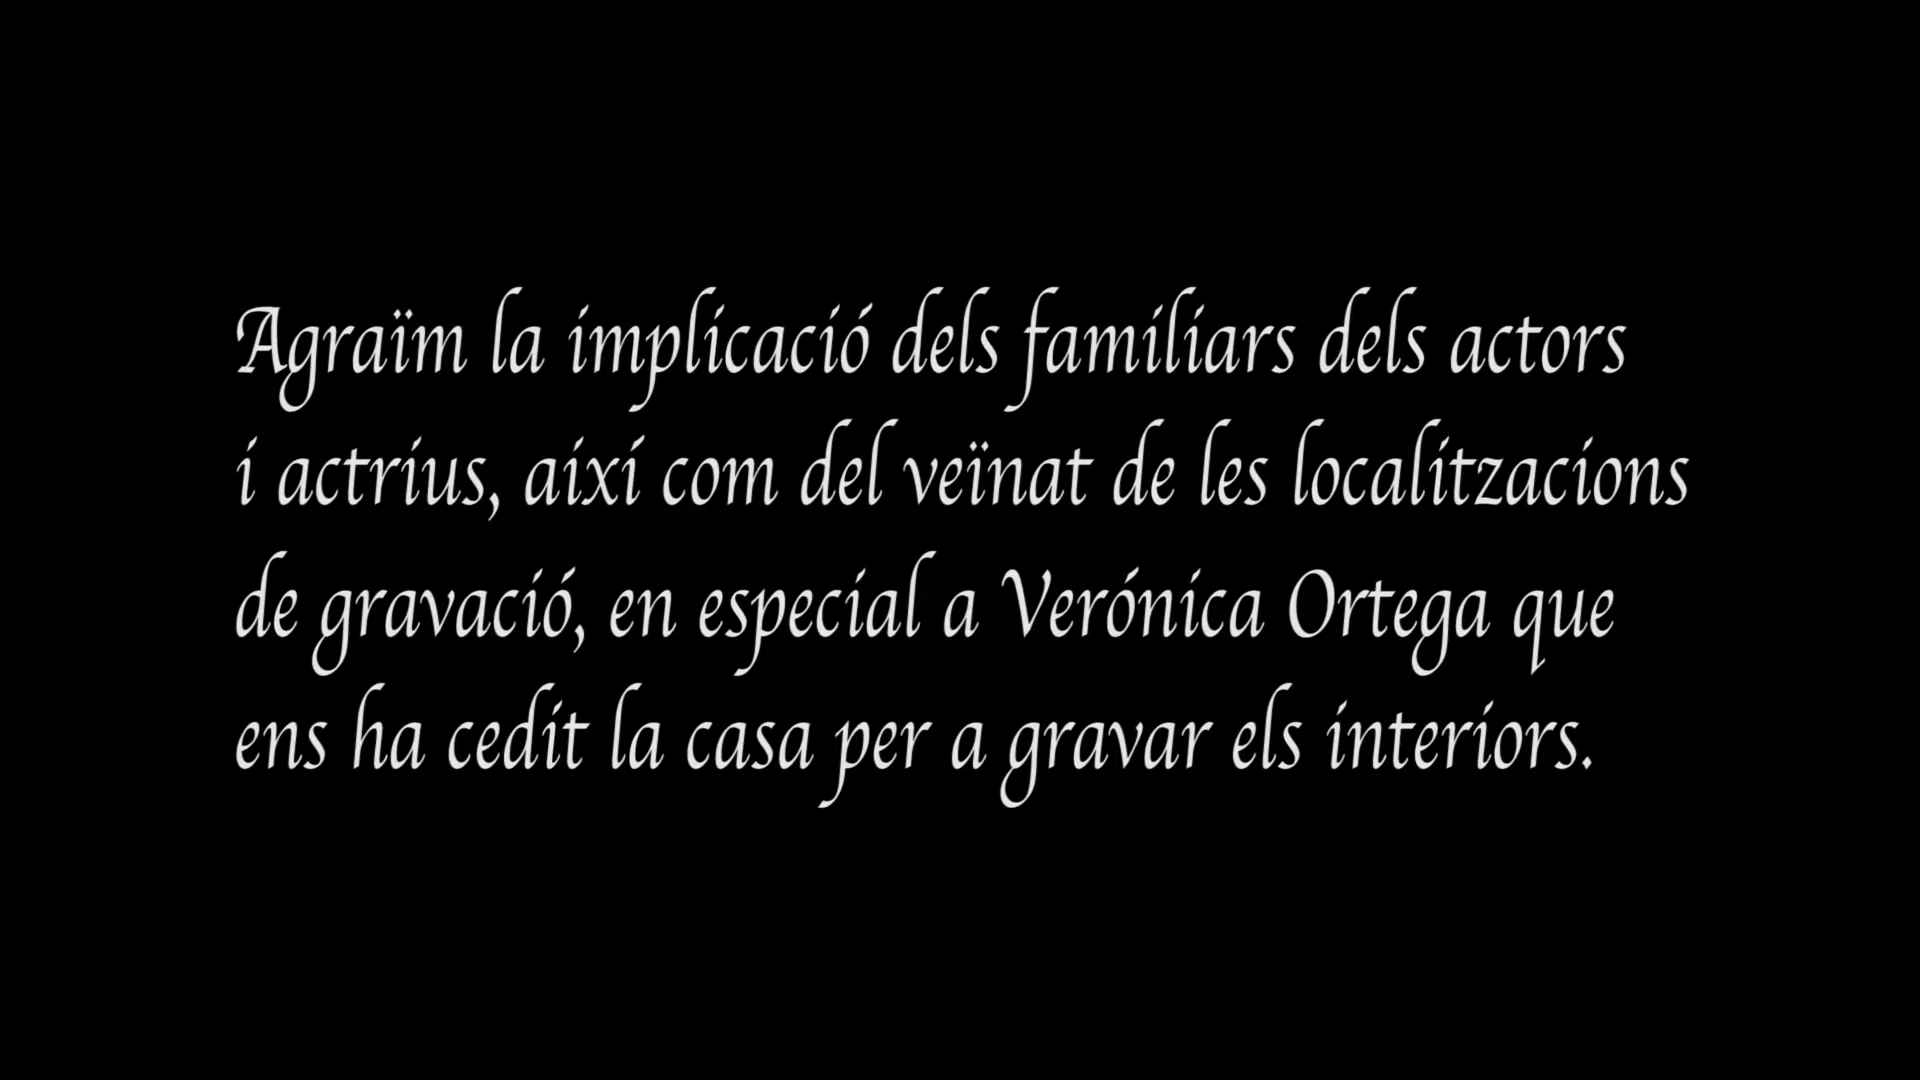 Agraïm la implicació dels familiars dels actors
i actrius, així com del veïnat de les localitzacions
de gravació, en especial a Verónica Ortega que
ens ha cedit la casa per a gravar els interiors.